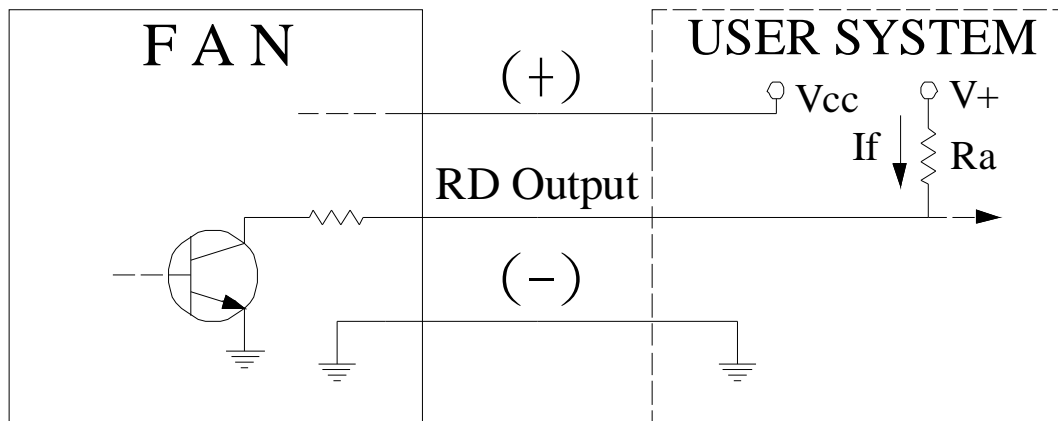 F A N
USER SYSTEM
(+)
Vcc
V+
If
Ra
RD Output
(-)